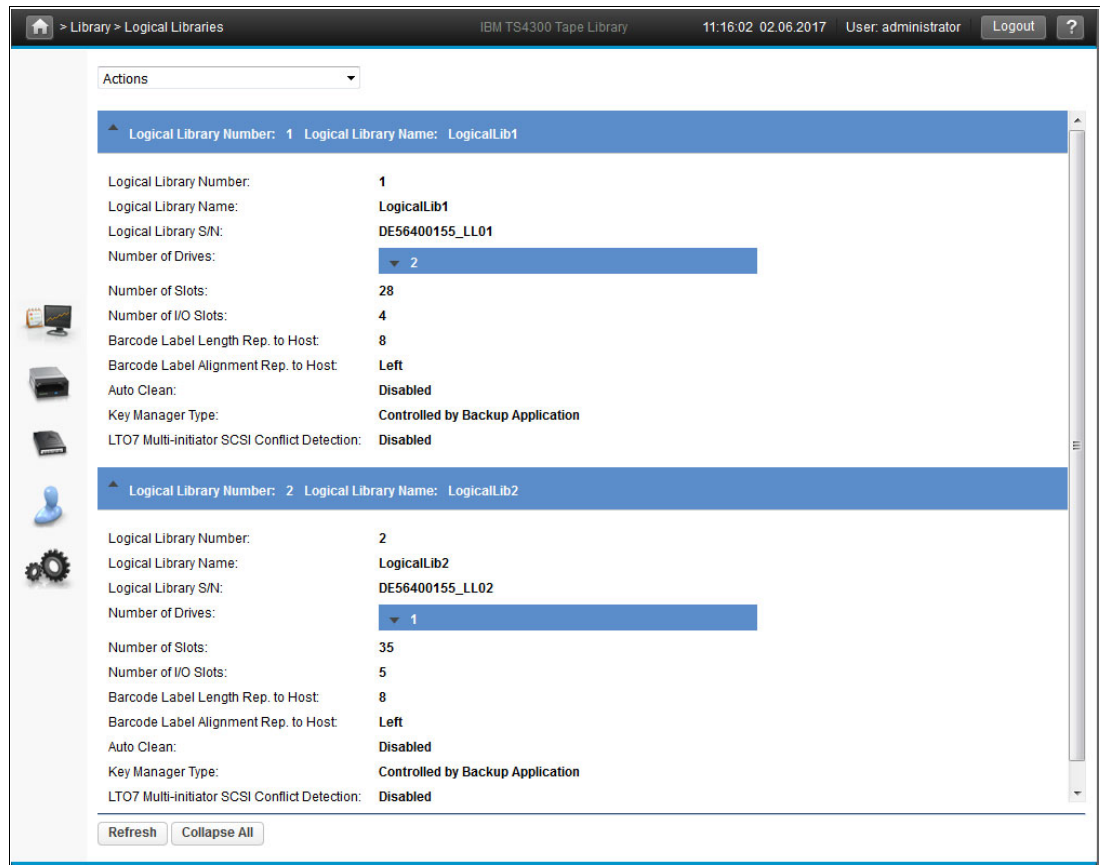 > Library > Logical Libraries IBM TS4300 Tape Library 11:16:02 02.06.2017 User: administrator Logout ?
Actions
Logical Library Number: 1 Logical Library Name: LogicalLib1
Logical Library Number: 1
Logical Library Name: LogicalLib1
Logical Library S/N: DE56400155_LL01
Number of Drives: 2
Number of Slots: 28
Number of I/O Slots: 4
Barcode Label Length Rep. to Host: 8
Barcode Label Alignment Rep. to Host: Left
Auto Clean: Disabled
Key Manager Type: Controlled by Backup Application
LTO7 Multi-initiator SCSI Conflict Detection: Disabled
Logical Library Number: 2 Logical Library Name: LogicalLib2
Logical Library Number: 2
Logical Library Name: LogicalLib2
Logical Library S/N: DE56400155_LL02
Number of Drives: 1
Number of Slots: 35
Number of I/O Slots: 5
Barcode Label Length Rep. to Host: 8
Barcode Label Alignment Rep. to Host: Left
Auto Clean: Disabled
Key Manager Type: Controlled by Backup Application
LTO7 Multi-initiator SCSI Conflict Detection: Disabled
Refresh Collapse All